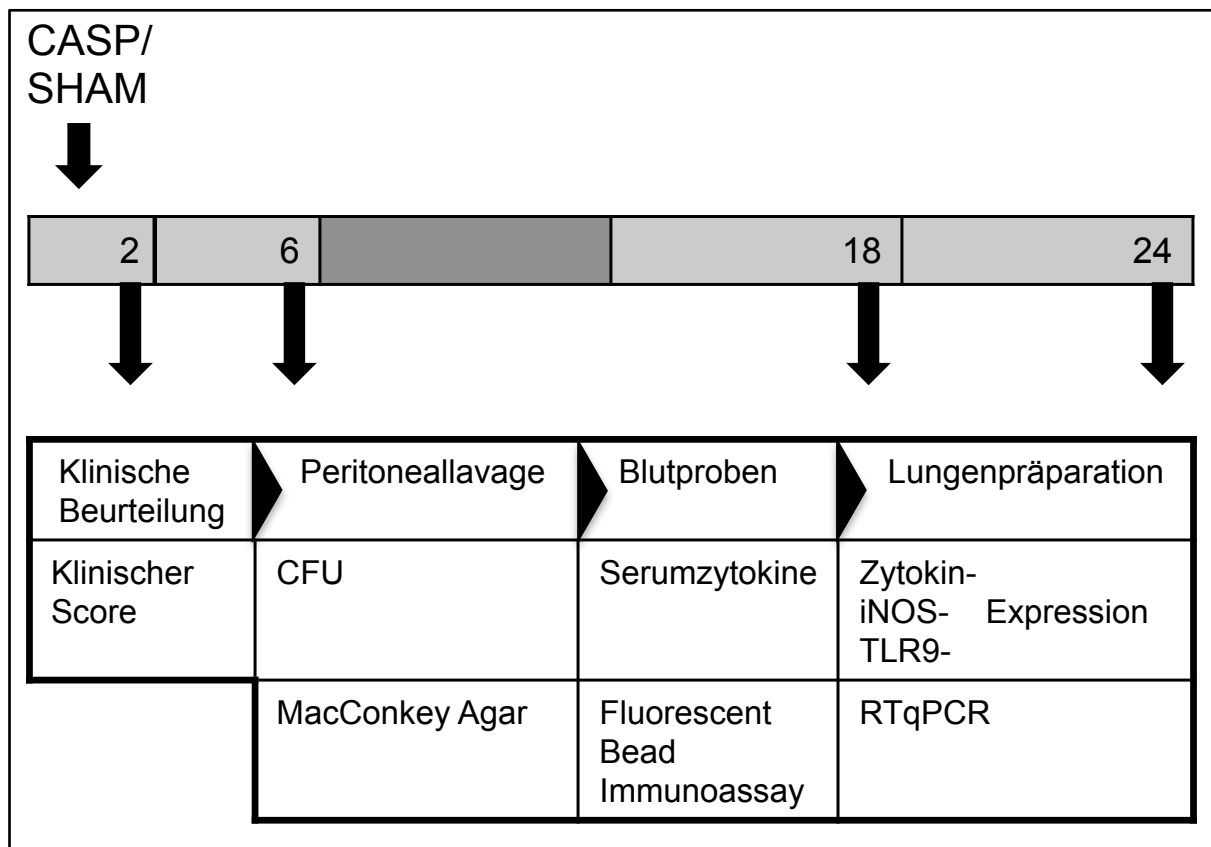 CASP/
SHAM
2 6 18 24
Klinische
Beurteilung
Peritoneallavage
Blutproben
Lungenpräparation
Klinischer
Score
CFU
Serumzytokine
Zytokin-
iNOS- Expression
TLR9-
MacConkey Agar
Fluorescent
Bead
Immunoassay
RTqPCR